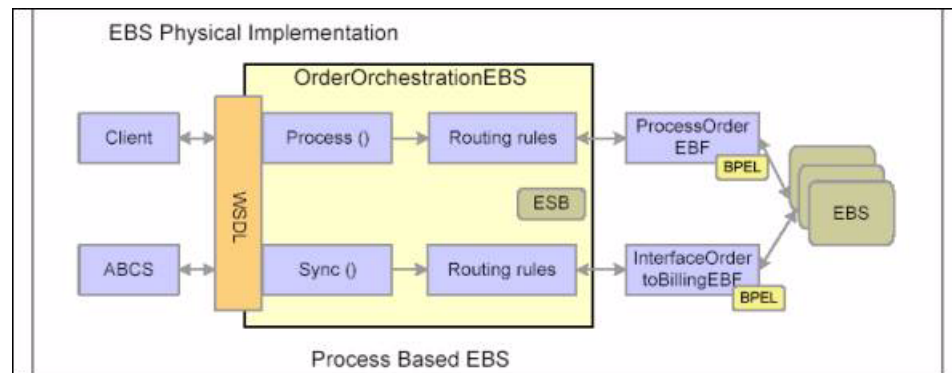 EBS Physical Implementation
OrderOrchestrationEBS
Client
WSDL
Process ()
Routing rules
ProcessOrder
EBF
BPEL
ESB
EBS
ABCS
Sync ()
Routing rules
InterfaceOrder
toBillingEBF
BPEL
Process Based EBS